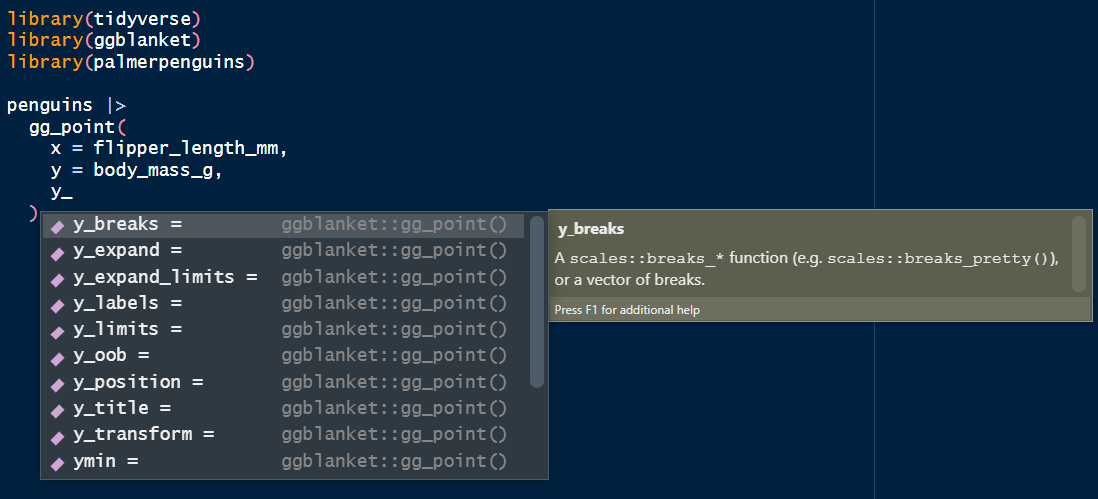 library(tidyverse)
library(ggblanket)
library(palmerpenguins)
penguins |>
gg_point(
x = flipper_length_mm,
y = body_mass_g,
y_
)
y_breaks = ggblanket::gg_point()
y_expand = ggblanket::gg_point()
y_expand_limits = ggblanket::gg_point()
y_labels = ggblanket::gg_point()
y_limits = ggblanket::gg_point()
y_oob = ggblanket::gg_point()
y_position = ggblanket::gg_point()
y_title = ggblanket::gg_point()
y_transform = ggblanket::gg_point()
ymin = ggblanket::gg_point()
y_breaks
A scales::breaks_* function (e.g. scales::breaks_pretty()),
or a vector of breaks.
Press F1 for additional help